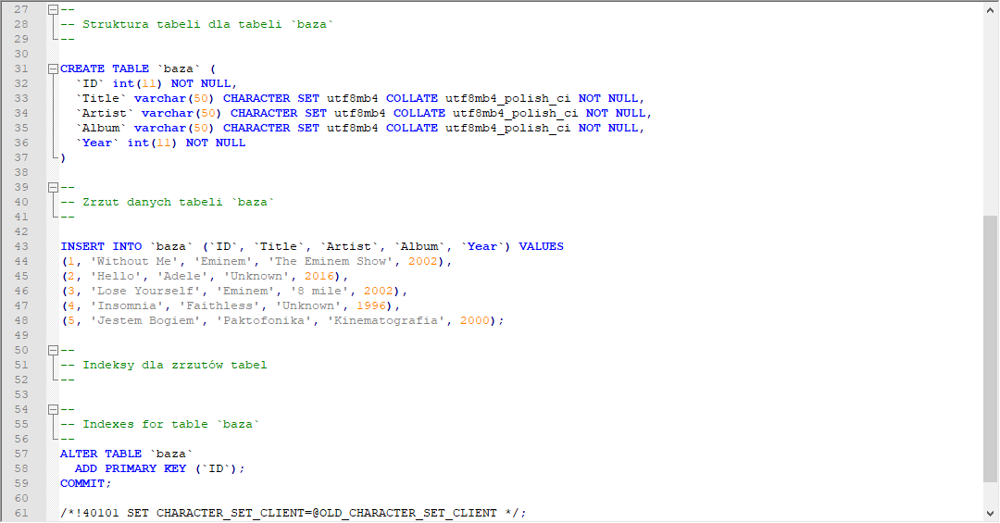 27 --
28 -- Struktura tabeli dla tabeli `baza`
29 --
30
31 CREATE TABLE `baza` (
32   `ID` int(11) NOT NULL,
33   `Title` varchar(50) CHARACTER SET utf8mb4 COLLATE utf8mb4_polish_ci NOT NULL,
34   `Artist` varchar(50) CHARACTER SET utf8mb4 COLLATE utf8mb4_polish_ci NOT NULL,
35   `Album` varchar(50) CHARACTER SET utf8mb4 COLLATE utf8mb4_polish_ci NOT NULL,
36   `Year` int(11) NOT NULL
37 )
38
39 --
40 -- Zrzut danych tabeli `baza`
41 --
42
43 INSERT INTO `baza` (`ID`, `Title`, `Artist`, `Album`, `Year`) VALUES
44 (1, 'Without Me', 'Eminem', 'The Eminem Show', 2002),
45 (2, 'Hello', 'Adele', 'Unknown', 2016),
46 (3, 'Lose Yourself', 'Eminem', '8 mile', 2002),
47 (4, 'Insomnia', 'Faithless', 'Unknown', 1996),
48 (5, 'Jestem Bogiem', 'Paktofonika', 'Kinematografia', 2000);
49
50 --
51 -- Indeksy dla zrzutów tabel
52 --
53
54 --
55 -- Indexes for table `baza`
56 --
57 ALTER TABLE `baza`
58   ADD PRIMARY KEY (`ID`);
59 COMMIT;
60
61 /*!40101 SET CHARACTER_SET_CLIENT=@OLD_CHARACTER_SET_CLIENT */;